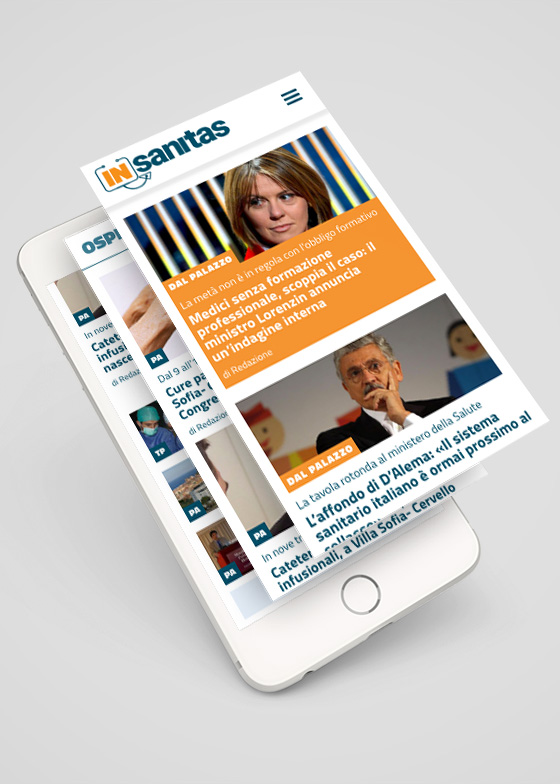 INsanitas
DAL PALAZZO
La metà non è in regola con l'obbligo formativo
Medici senza formazione
professionale, scoppia il caso: il
ministro Lorenzin annuncia
un'indagine interna
di Redazione
DAL PALAZZO
La tavola rotonda al ministero della Salute
L'affondo di D'Alema: «Il sistema
sanitario italiano è ormai prossimo al
PA
Dal 9 all'1
Cure pa
Sofia-
Congre
di Redazio
PA
In nove tr
Catete
infusionali, a Villa Sofia- Cervello
OSP
PA
In nove
Catet
infusi
nasce
di Redaz
TP
PA
PA